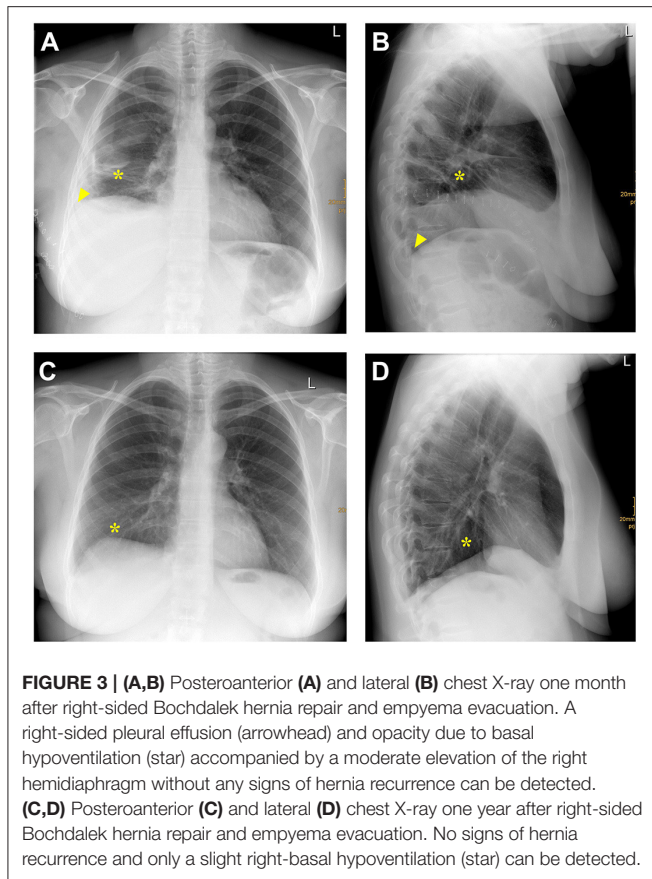 A
L
B
L
20mm
20mm
C
L
D
L
20mm
20mm
FIGURE 3 | (A,B) Posteroanterior (A) and lateral (B) chest X-ray one month
after right-sided Bochdalek hernia repair and empyema evacuation. A
right-sided pleural effusion (arrowhead) and opacity due to basal
hypoventilation (star) accompanied by a moderate elevation of the right
hemidiaphragm without any signs of hernia recurrence can be detected.
(C,D) Posteroanterior (C) and lateral (D) chest X-ray one year after right-sided
Bochdalek hernia repair and empyema evacuation. No signs of hernia
recurrence and only a slight right-basal hypoventilation (star) can be detected.